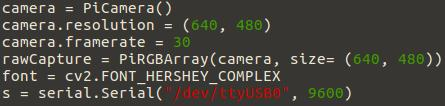 camera = PiCamera()
camera.resolution = (640, 480)
camera.framerate = 30
rawCapture = PiRGBArray(camera, size= (640, 480))
font = cv2.FONT_HERSHEY_COMPLEX
s = serial.Serial("/dev/ttyUSB0", 9600)